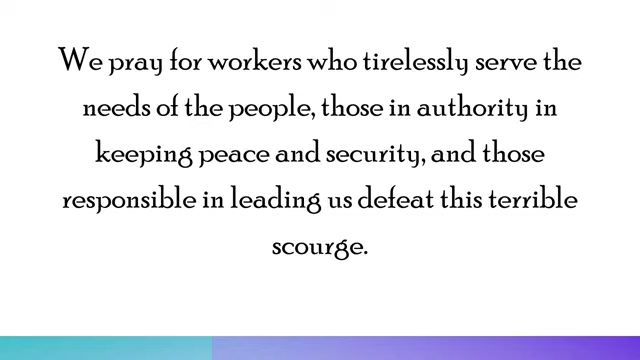 We pray for workers who tirelessly serve the
needs of the people, those in authority in
keeping peace and security, and those
responsible in leading us defeat this terrible
scourge.